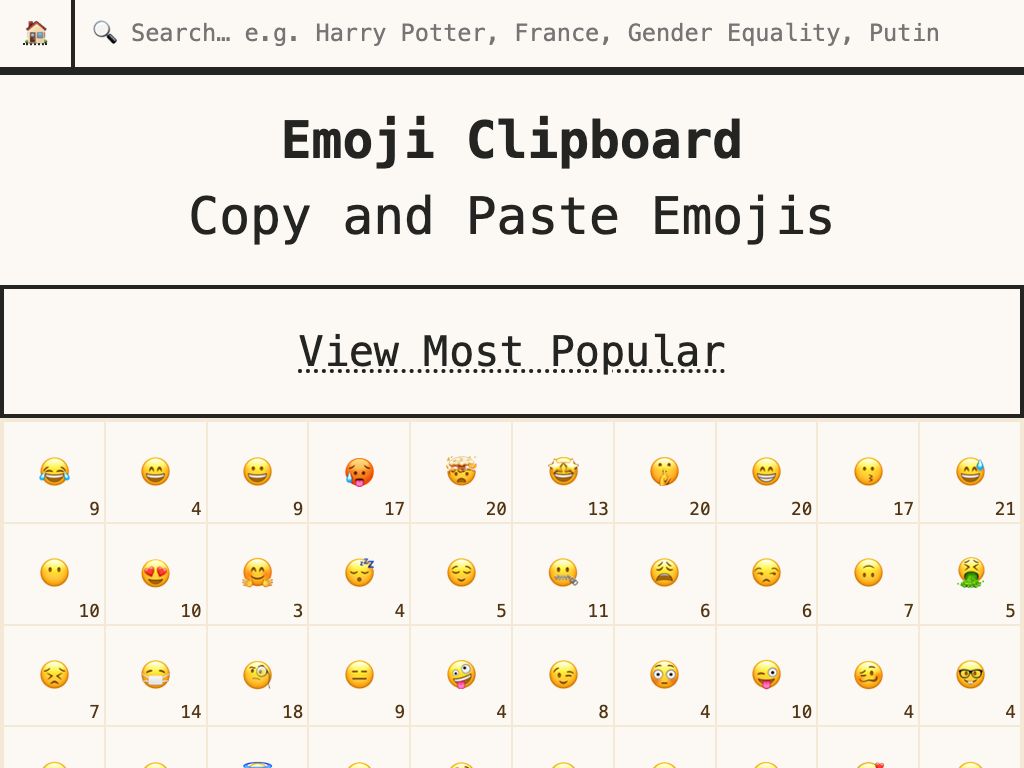 🔍 Search… e.g. Harry Potter, France, Gender Equality, Putin
Emoji Clipboard
Copy and Paste Emojis
View Most Popular
9 4 9 17 20 13 20 20 17 21
10 10 3 4 5 11 6 6 7 5
7 14 18 9 4 8 4 10 4 4